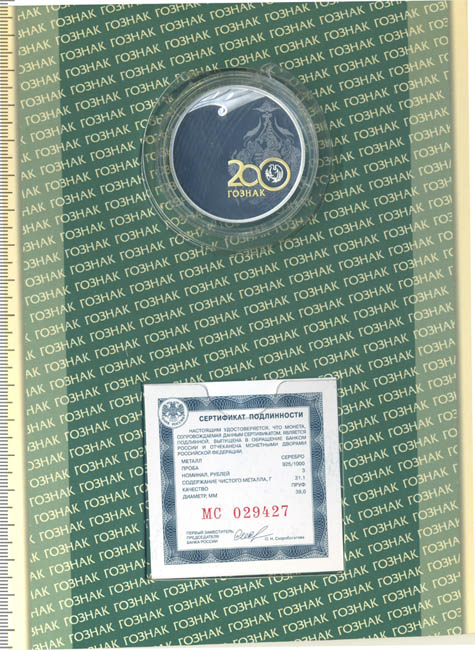 200
ГОЗНАК
СЕРТИФИКАТ ПОДЛИННОСТИ
НАСТОЯЩИМ УДОСТОВЕРЯЕТСЯ, ЧТО МОНЕТА,
СОПРОВОЖДАЕМАЯ ДАННЫМ СЕРТИФИКАТОМ, ЯВЛЯЕТСЯ
ПОДЛИННОЙ, ВЫПУЩЕНА В ОБРАЩЕНИЕ БАНКОМ
РОССИИ И ОТЧЕКАНЕНА МОНЕТНЫМИ ДВОРАМИ
РОССИЙСКОЙ ФЕДЕРАЦИИ.
МЕТАЛЛ СЕРЕБРО
ПРОБА 925/1000
НОМИНАЛ, РУБЛЕЙ 3
СОДЕРЖАНИЕ ЧИСТОГО МЕТАЛЛА, Г 31,1
КАЧЕСТВО ПРУФ
ДИАМЕТР, ММ 39,0
МС 029427
ПЕРВЫЙ ЗАМЕСТИТЕЛЬ
ПРЕДСЕДАТЕЛЯ
БАНКА РОССИИ
О. Н. Скоробогатова
ГОЗНАК ГОЗНАК ГОЗНАК ГОЗНАК